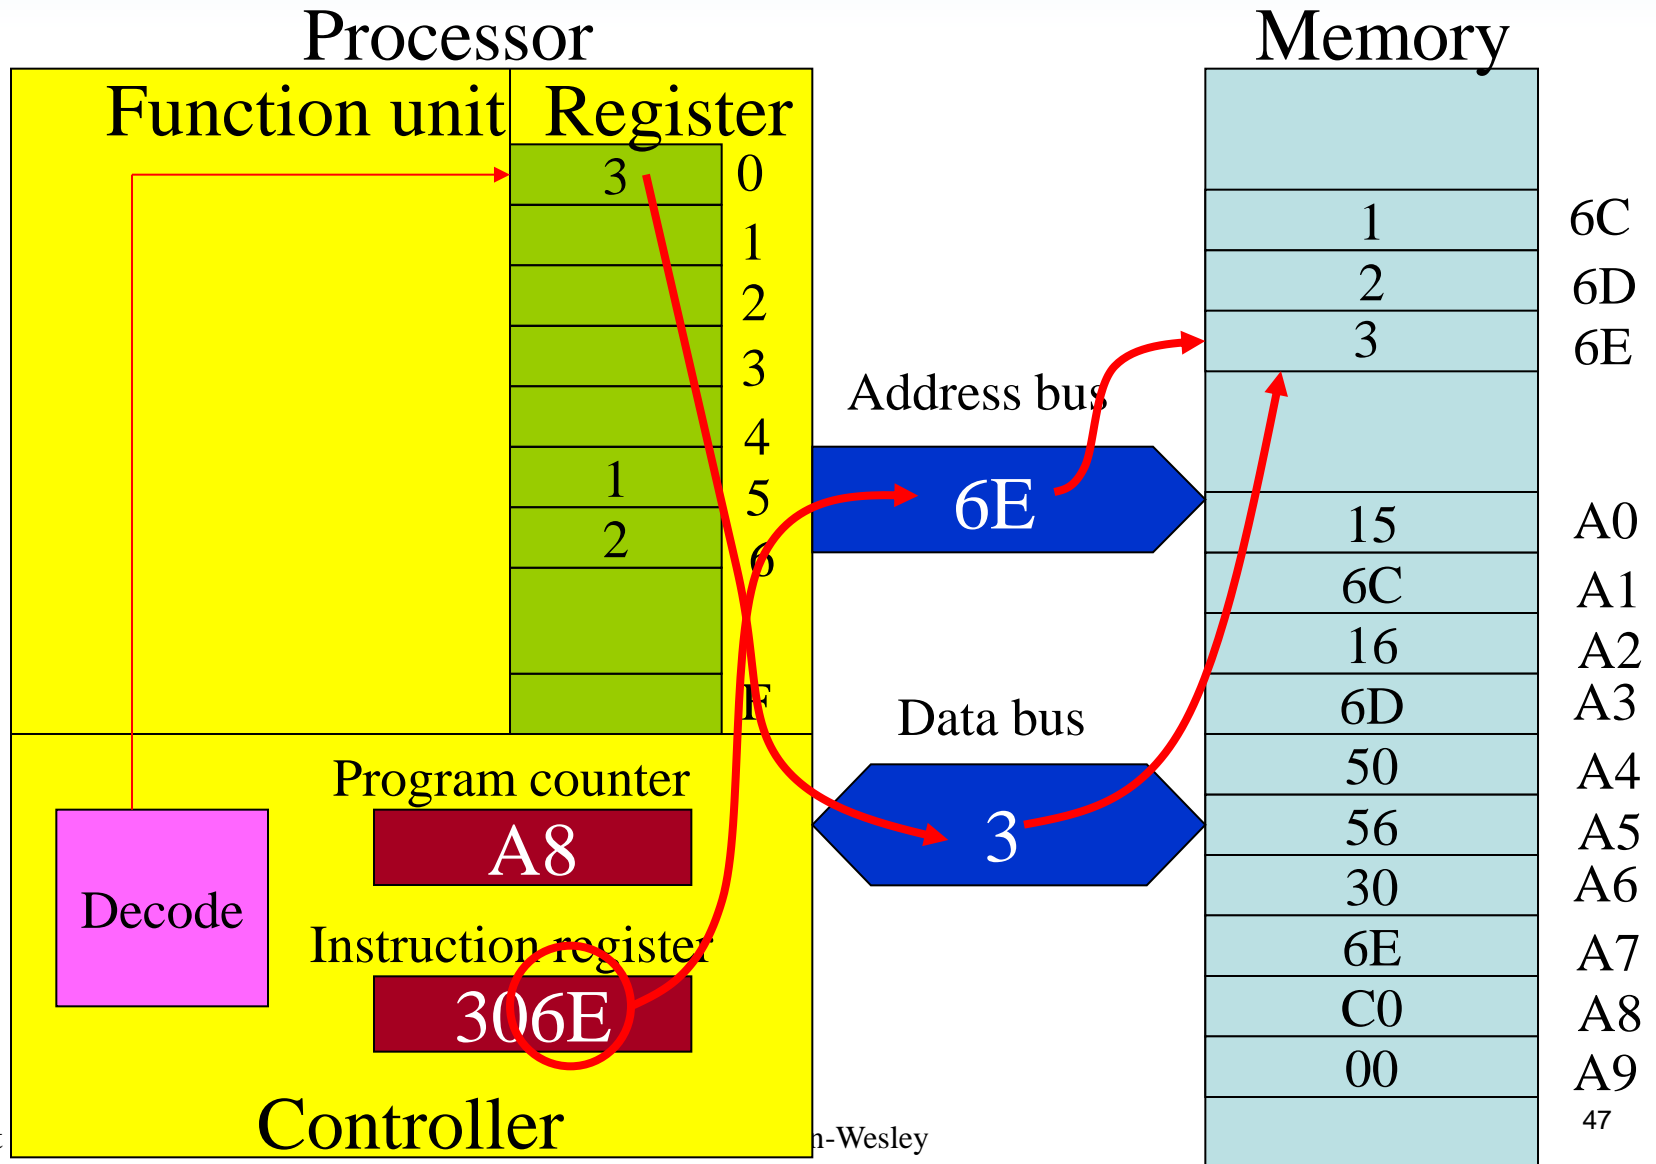 Processor
Memory
Function unit
Register
3
0
1
2
3
4
1
5
2
6
F
Address bus
6E
Data bus
3
Program counter
A8
Decode
Instruction register
306E
Controller
1
6C
2
6D
3
6E
15
A0
6C
A1
16
A2
6D
A3
50
A4
56
A5
30
A6
6E
A7
C0
A8
00
A9
n-Wesley
47